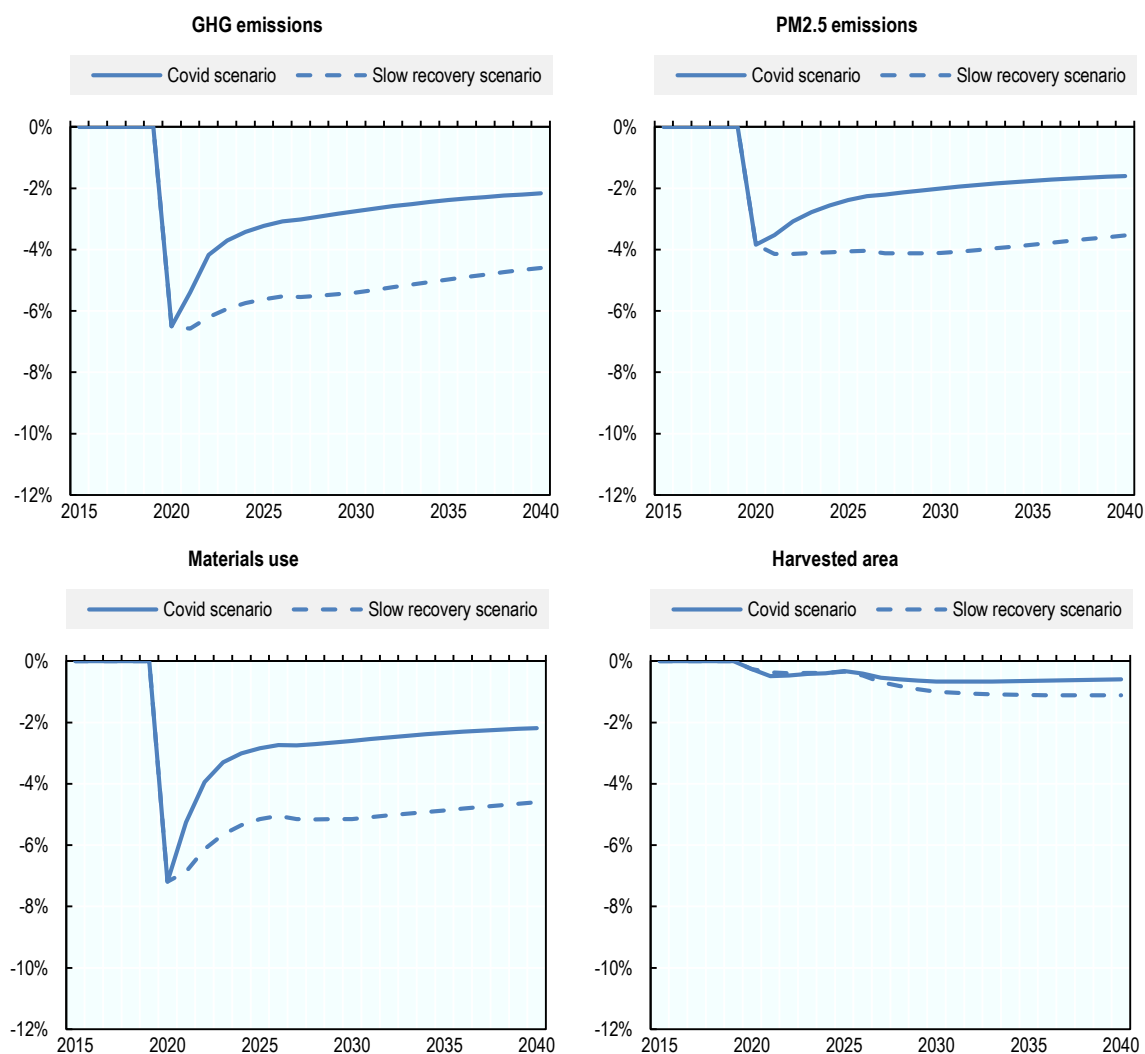 GHG emissions
Covid scenario Slow recovery scenario
0%
-2%
-4%
-6%
-8%
-10%
-12%
2015 2020 2025 2030 2035 2040
PM2.5 emissions
Covid scenario Slow recovery scenario
0%
-2%
-4%
-6%
-8%
-10%
-12%
2015 2020 2025 2030 2035 2040
Materials use
Covid scenario Slow recovery scenario
0%
-2%
-4%
-6%
-8%
-10%
-12%
2015 2020 2025 2030 2035 2040
Harvested area
Covid scenario Slow recovery scenario
0%
-2%
-4%
-6%
-8%
-10%
-12%
2015 2020 2025 2030 2035 2040